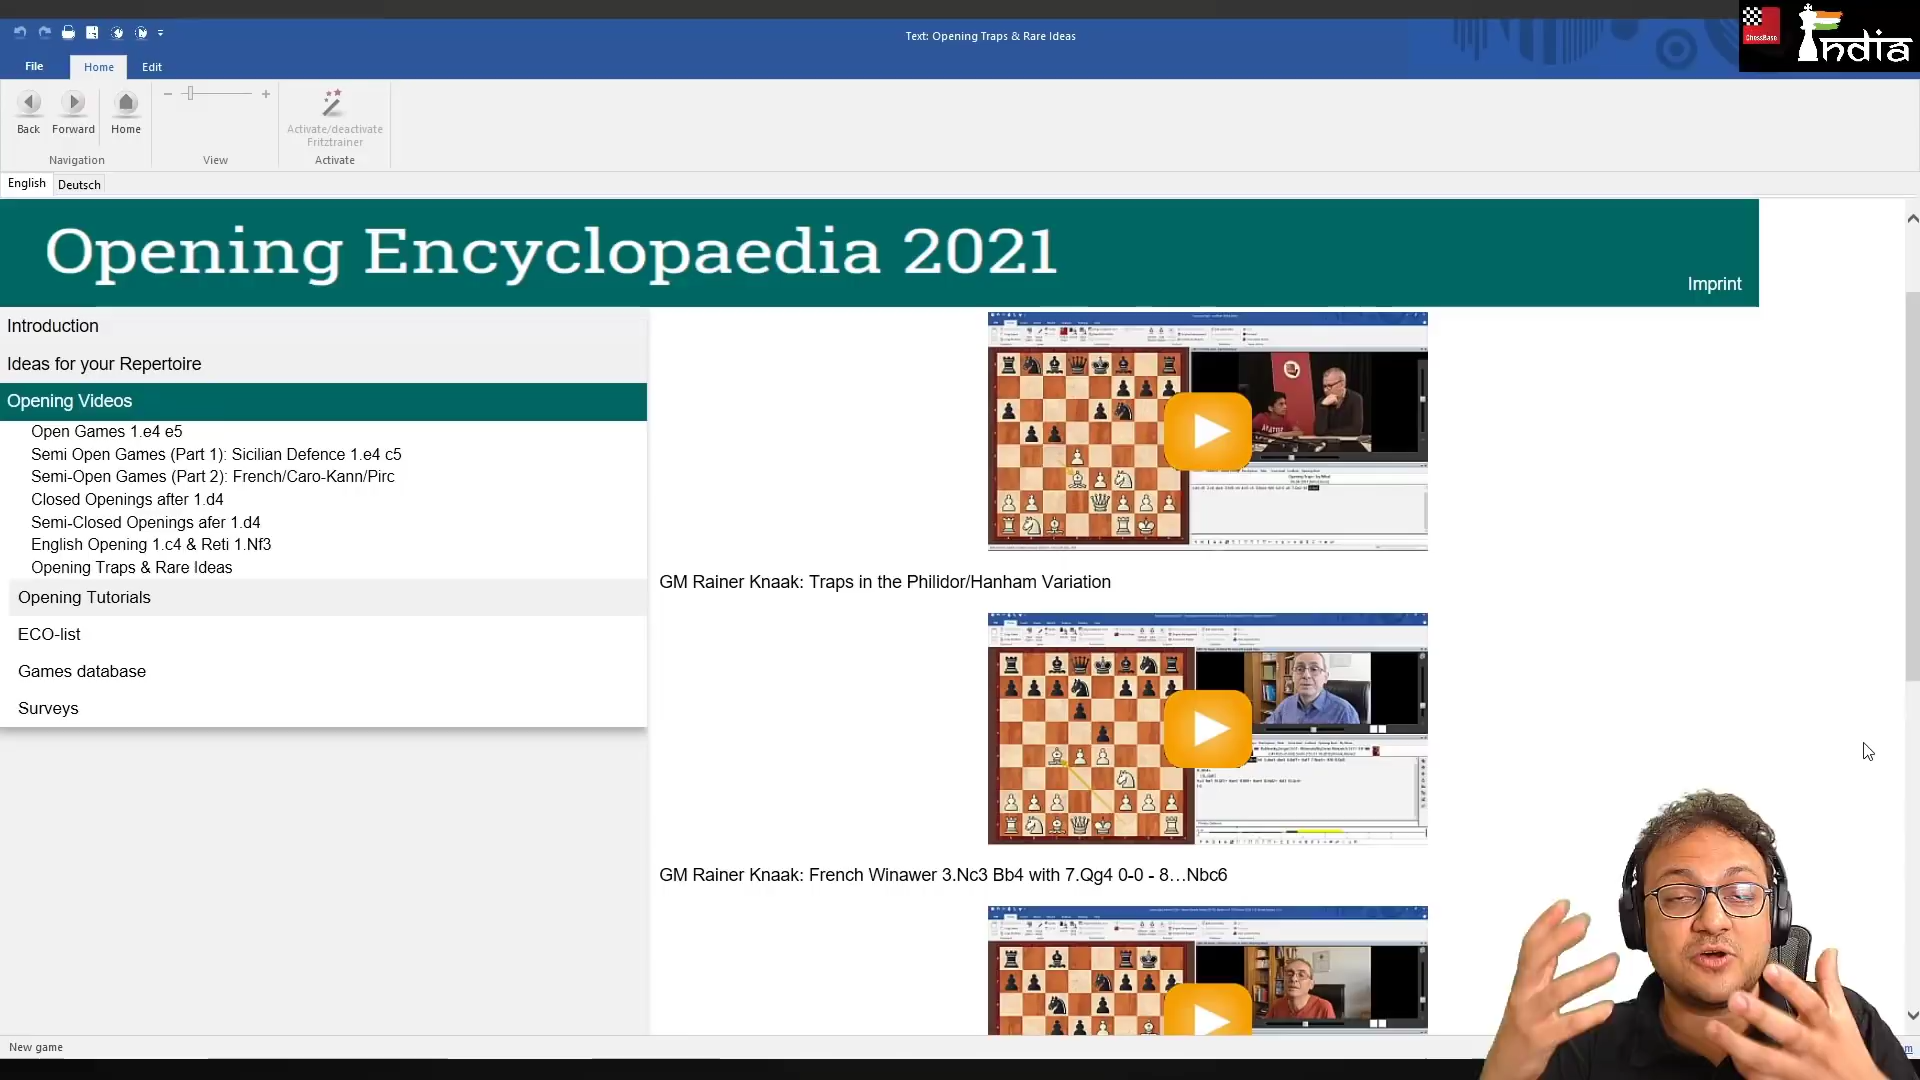 Text: Opening Traps & Rare Ideas
ChessBase
India
File
Home
Edit
Back
Forward
Home
Activate/deactivate
Fritztrainer
Navigation
View
Activate
English
Deutsch
Opening Encyclopaedia 2021
Imprint
Introduction
Ideas for your Repertoire
Opening Videos
Open Games 1.e4 e5
Semi Open Games (Part 1): Sicilian Defence 1.e4 c5
Semi-Open Games (Part 2): French/Caro-Kann/Pirc
Closed Openings after 1.d4
Semi-Closed Openings afer 1.d4
English Opening 1.c4 & Reti 1.Nf3
Opening Traps & Rare Ideas
Opening Tutorials
ECO-list
Games database
Surveys
GM Rainer Knaak: Traps in the Philidor/Hanham Variation
GM Rainer Knaak: French Winawer 3.Nc3 Bb4 with 7.Qg4 0-0 - 8…Nbc6
New game